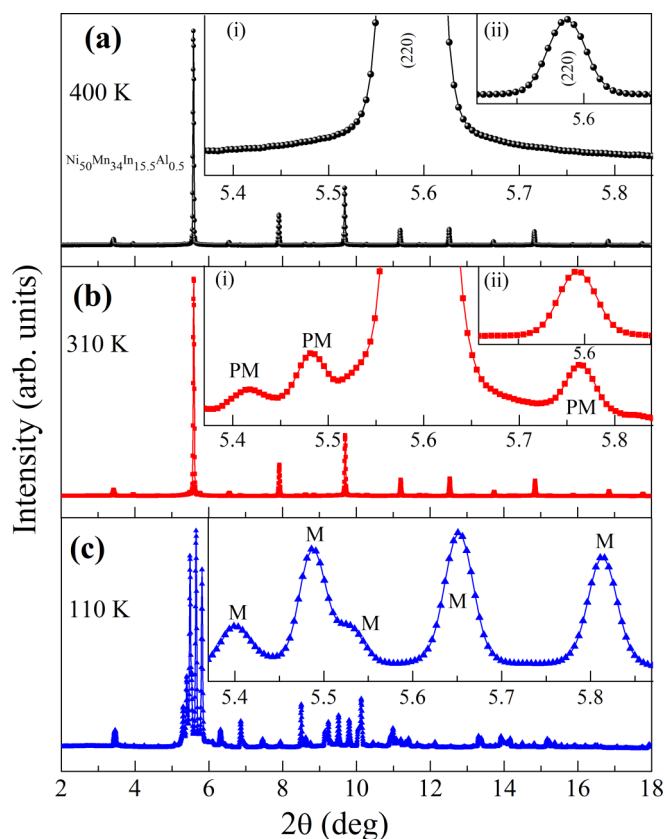 (a)
(i)
(220)
(ii)
(220)
5.6
400 K
Ni50Mn34In15.5Al0.5
5.4 5.5 5.6 5.7 5.8
(b)
(i)
(ii)
5.6
310 K
PM PM PM
5.4 5.5 5.6 5.7 5.8
(c)
110 K
M M M M M
5.4 5.5 5.6 5.7 5.8
2 4 6 8 10 12 14 16 18
2θ (deg)
Intensity (arb. units)